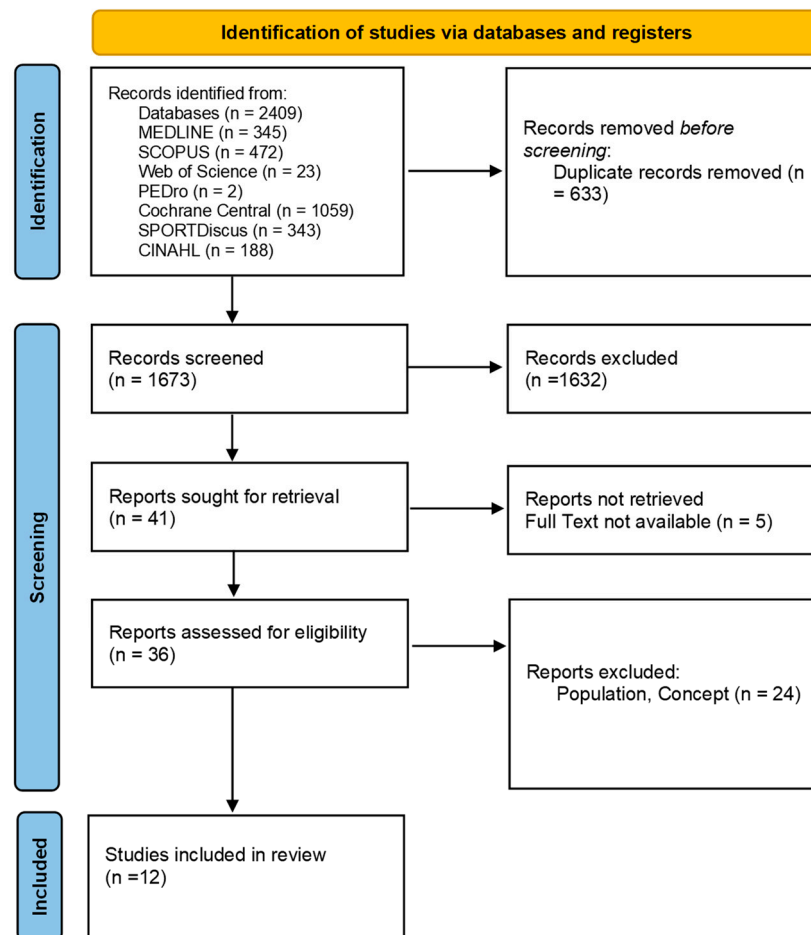 Identification of studies via databases and registers
Identification
Records identified from:
Databases (n = 2409)
MEDLINE (n = 345)
SCOPUS (n = 472)
Web of Science (n = 23)
PEDro (n = 2)
Cochrane Central (n = 1059)
SPORTDiscus (n = 343)
CINAHL (n = 188)
Records removed before
screening:
Duplicate records removed (n
= 633)
Screening
Records screened
(n = 1673)
Records excluded
(n =1632)
Reports sought for retrieval
(n = 41)
Reports not retrieved
Full Text not available (n = 5)
Reports assessed for eligibility
(n = 36)
Reports excluded:
Population, Concept (n = 24)
Included
Studies included in review
(n =12)